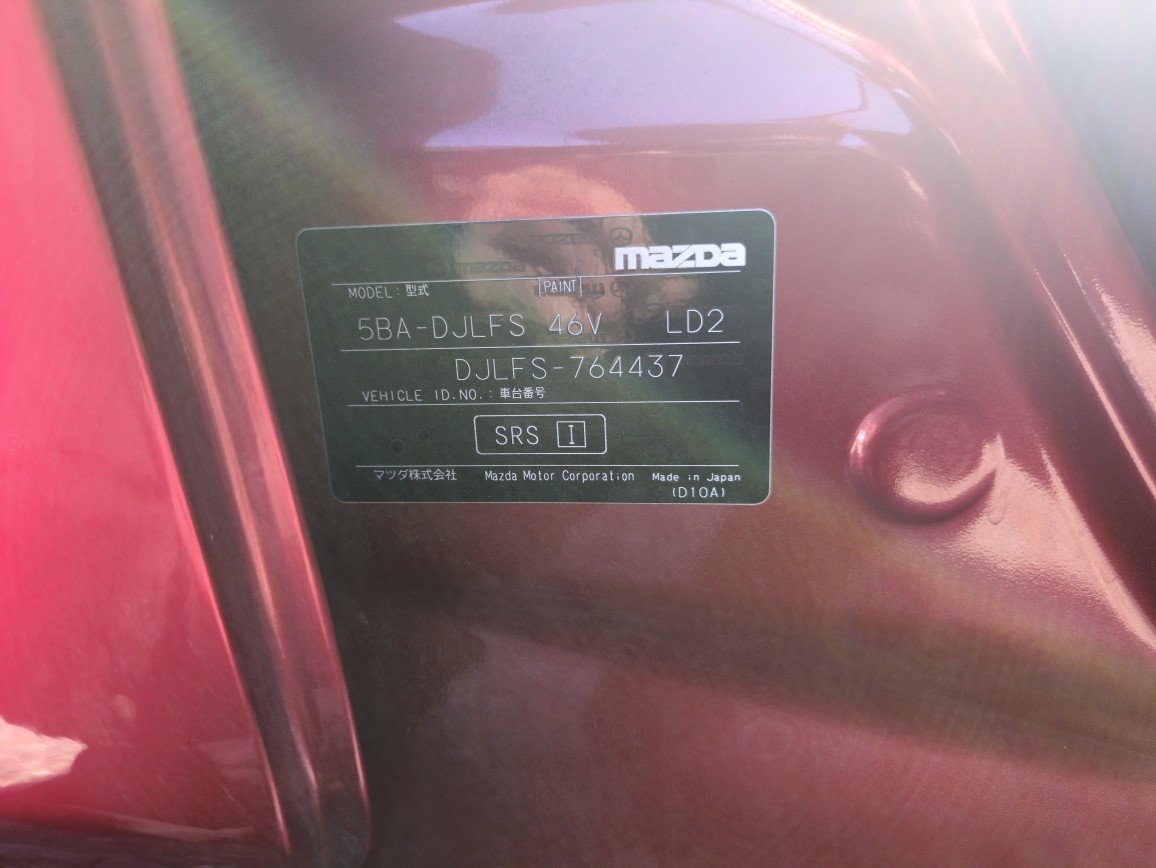 mazda
MODEL: 型式 PAINT
5BA-DJLFS 46V LD2
DJLFS-764437
VEHICLE ID.NO.: 車台番号
SRS I
マツダ株式会社 Mazda Motor Corporation Made in Japan
(D10A)